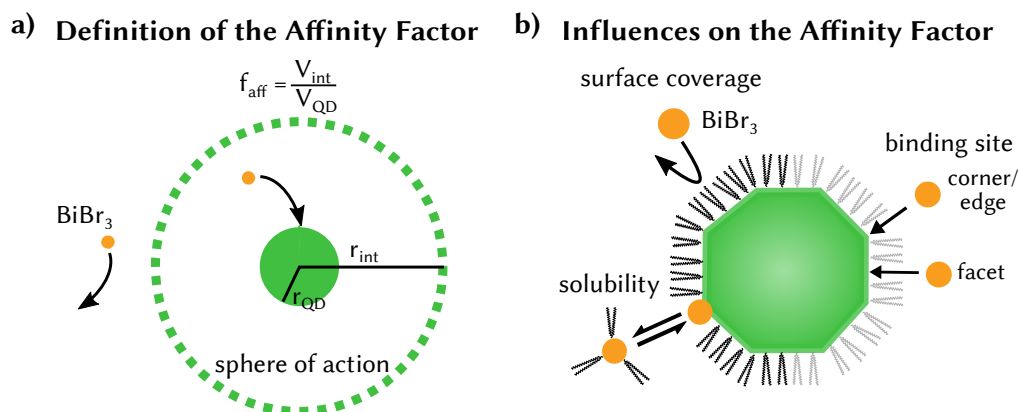 a) Definition of the Affinity Factor
f_aff = V_int / V_QD
BiBr₃
r_int
r_QD
sphere of action
b) Influences on the Affinity Factor
surface coverage
BiBr₃
binding site
corner/
edge
facet
solubility